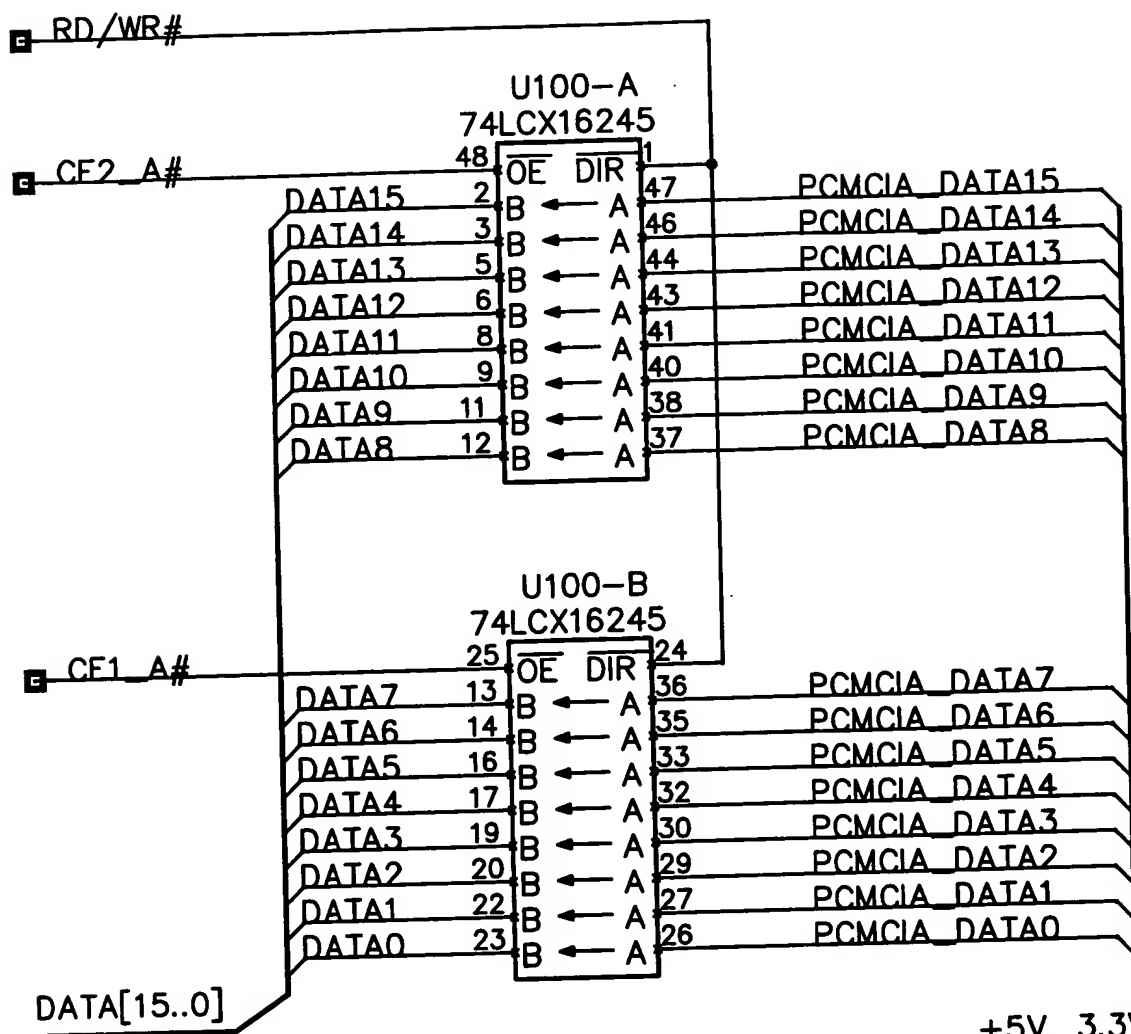 RD/WR#
U100-A
74LCX16245
CE2_A# 48 OE DIR 1
DATA15 2 B A 47 PCMCIA_DATA15
DATA14 3 B A 46 PCMCIA_DATA14
DATA13 5 B A 44 PCMCIA_DATA13
DATA12 6 B A 43 PCMCIA_DATA12
DATA11 8 B A 41 PCMCIA_DATA11
DATA10 9 B A 40 PCMCIA_DATA10
DATA9 11 B A 38 PCMCIA_DATA9
DATA8 12 B A 37 PCMCIA_DATA8
U100-B
74LCX16245
CE1_A# 25 OE DIR 24
DATA7 13 B A 36 PCMCIA_DATA7
DATA6 14 B A 35 PCMCIA_DATA6
DATA5 16 B A 33 PCMCIA_DATA5
DATA4 17 B A 32 PCMCIA_DATA4
DATA3 19 B A 30 PCMCIA_DATA3
DATA2 20 B A 29 PCMCIA_DATA2
DATA1 22 B A 27 PCMCIA_DATA1
DATA0 23 B A 26 PCMCIA_DATA0
DATA[15..0]
+5V 3.3V